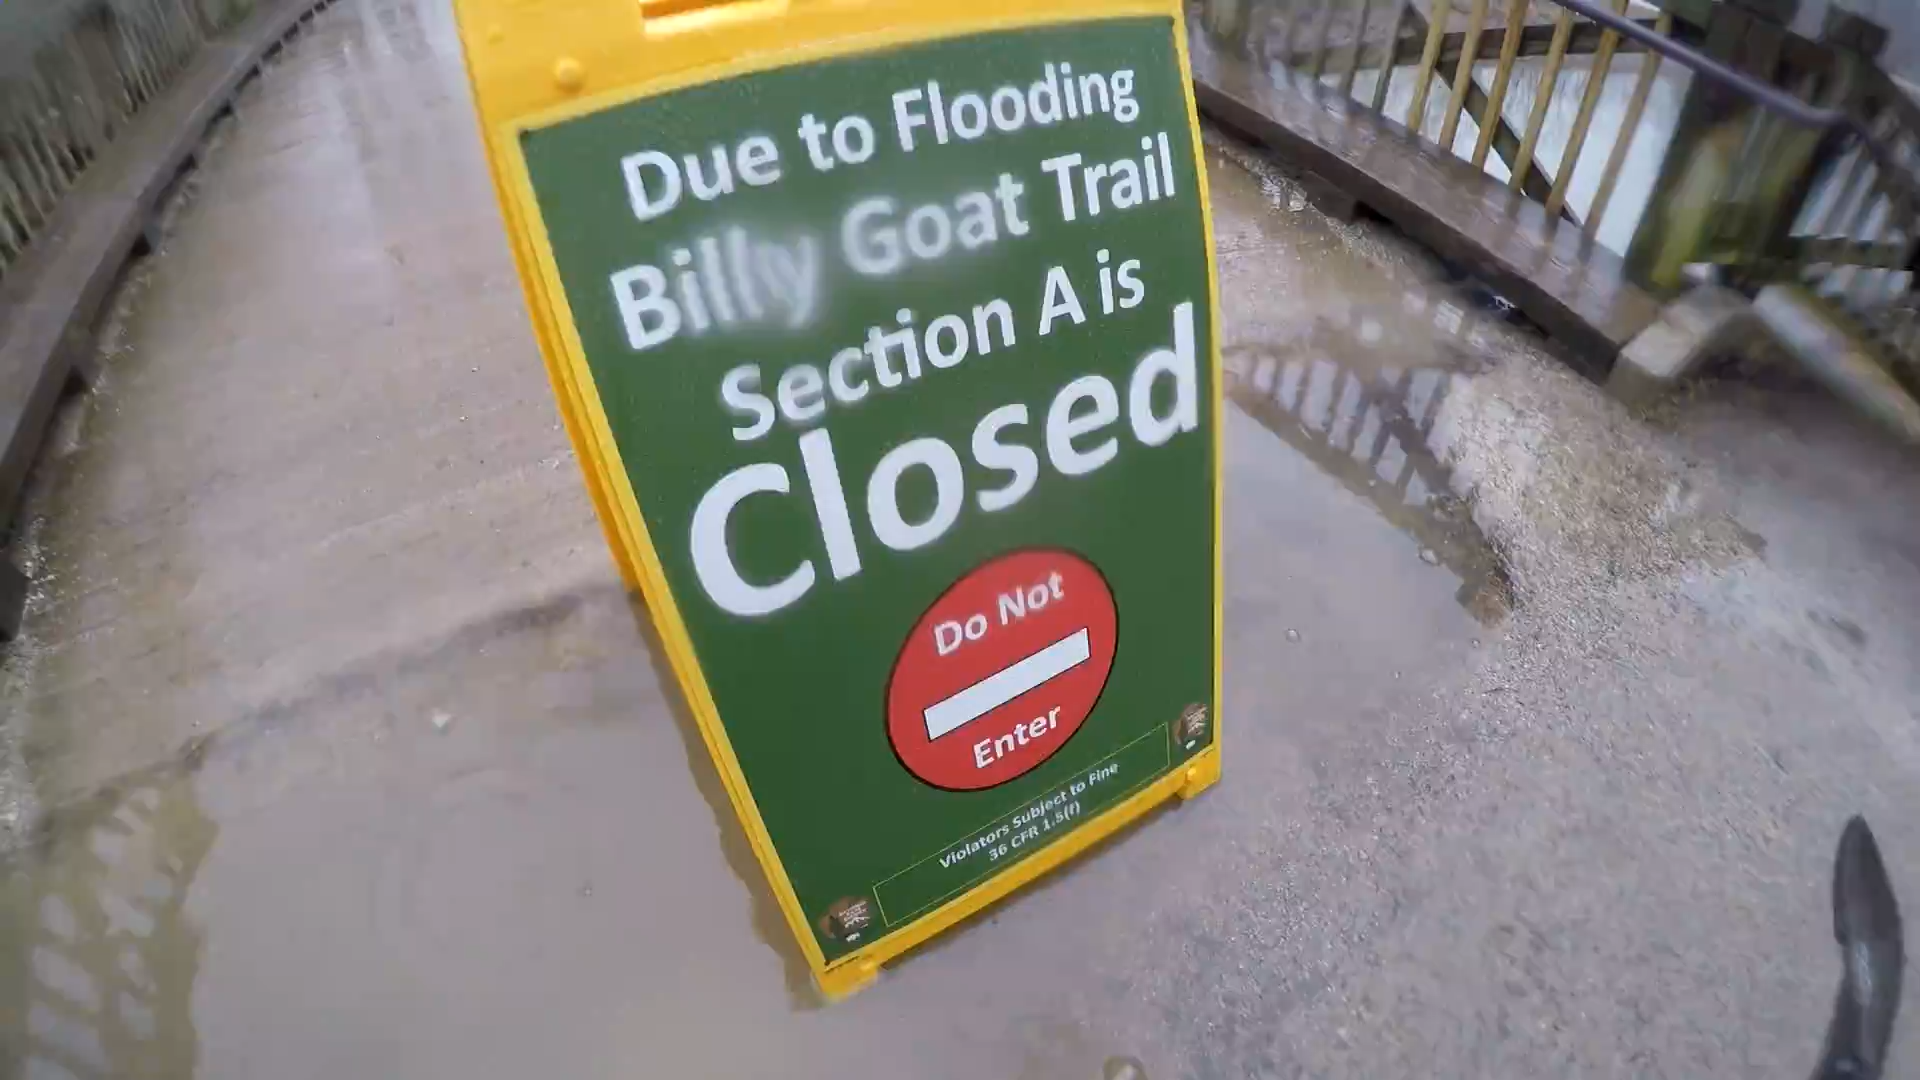 Due to Flooding
Billy Goat Trail
Section A is
Closed
Do Not
Enter
Violators Subject to Fine
36 CFR 1.5(f)